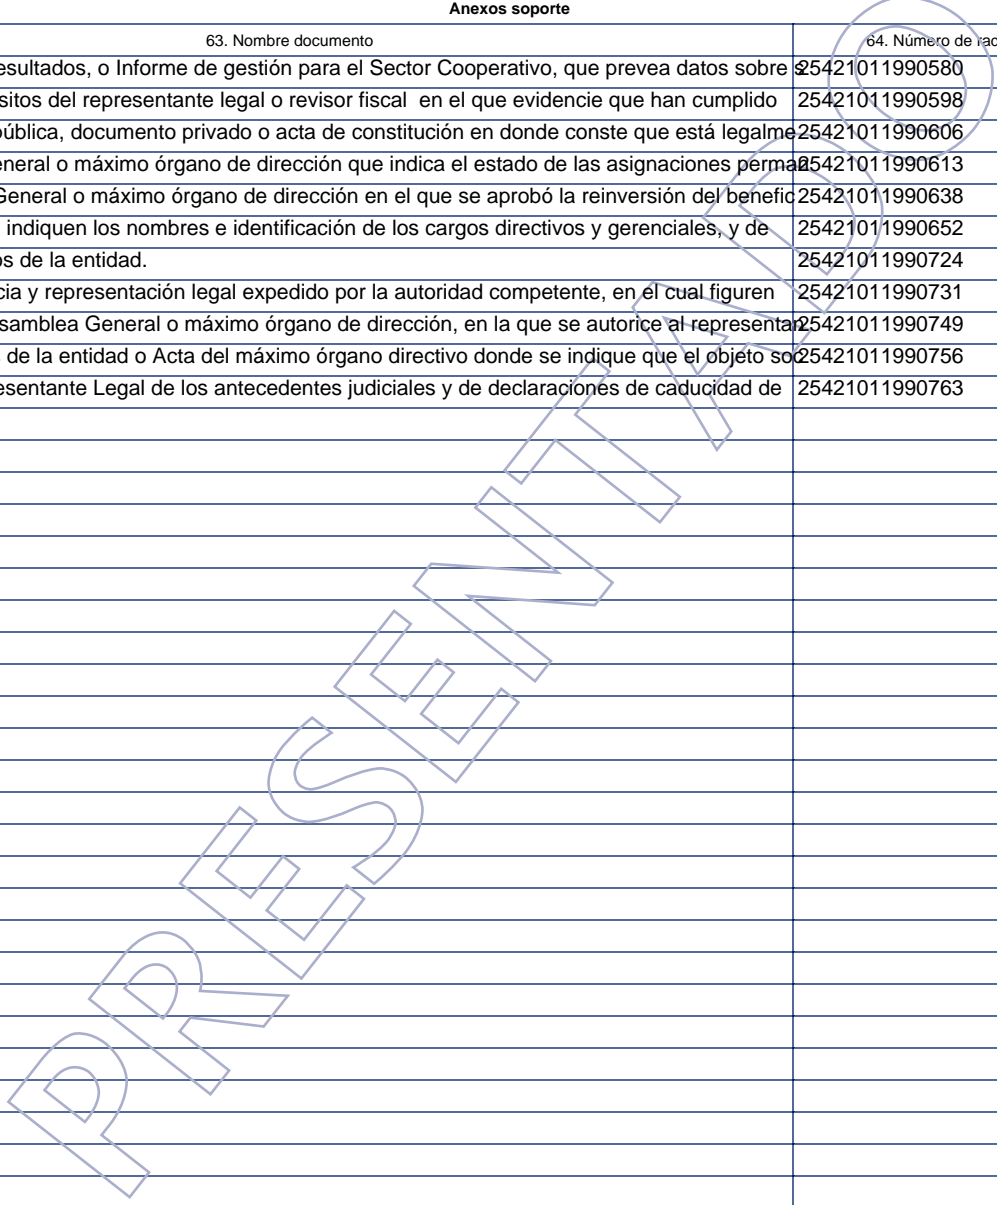 Anexos soporte
63. Nombre documento 64. Número de rad
esultados, o Informe de gestión para el Sector Cooperativo, que prevea datos sobre s 25421011990580
sitos del representante legal o revisor fiscal en el que evidencie que han cumplido 25421011990598
pública, documento privado o acta de constitución en donde conste que está legalme 25421011990606
eneral o máximo órgano de dirección que indica el estado de las asignaciones perman 25421011990613
General o máximo órgano de dirección en el que se aprobó la reinversión del benefic 25421011990638
indiquen los nombres e identificación de los cargos directivos y gerenciales, y de 25421011990652
os de la entidad. 25421011990724
cia y representación legal expedido por la autoridad competente, en el cual figuren 25421011990731
samblea General o máximo órgano de dirección, en la que se autorice al representan 25421011990749
de la entidad o Acta del máximo órgano directivo donde se indique que el objeto soc 25421011990756
esentante Legal de los antecedentes judiciales y de declaraciones de caducidad de 25421011990763
PRESENTADO